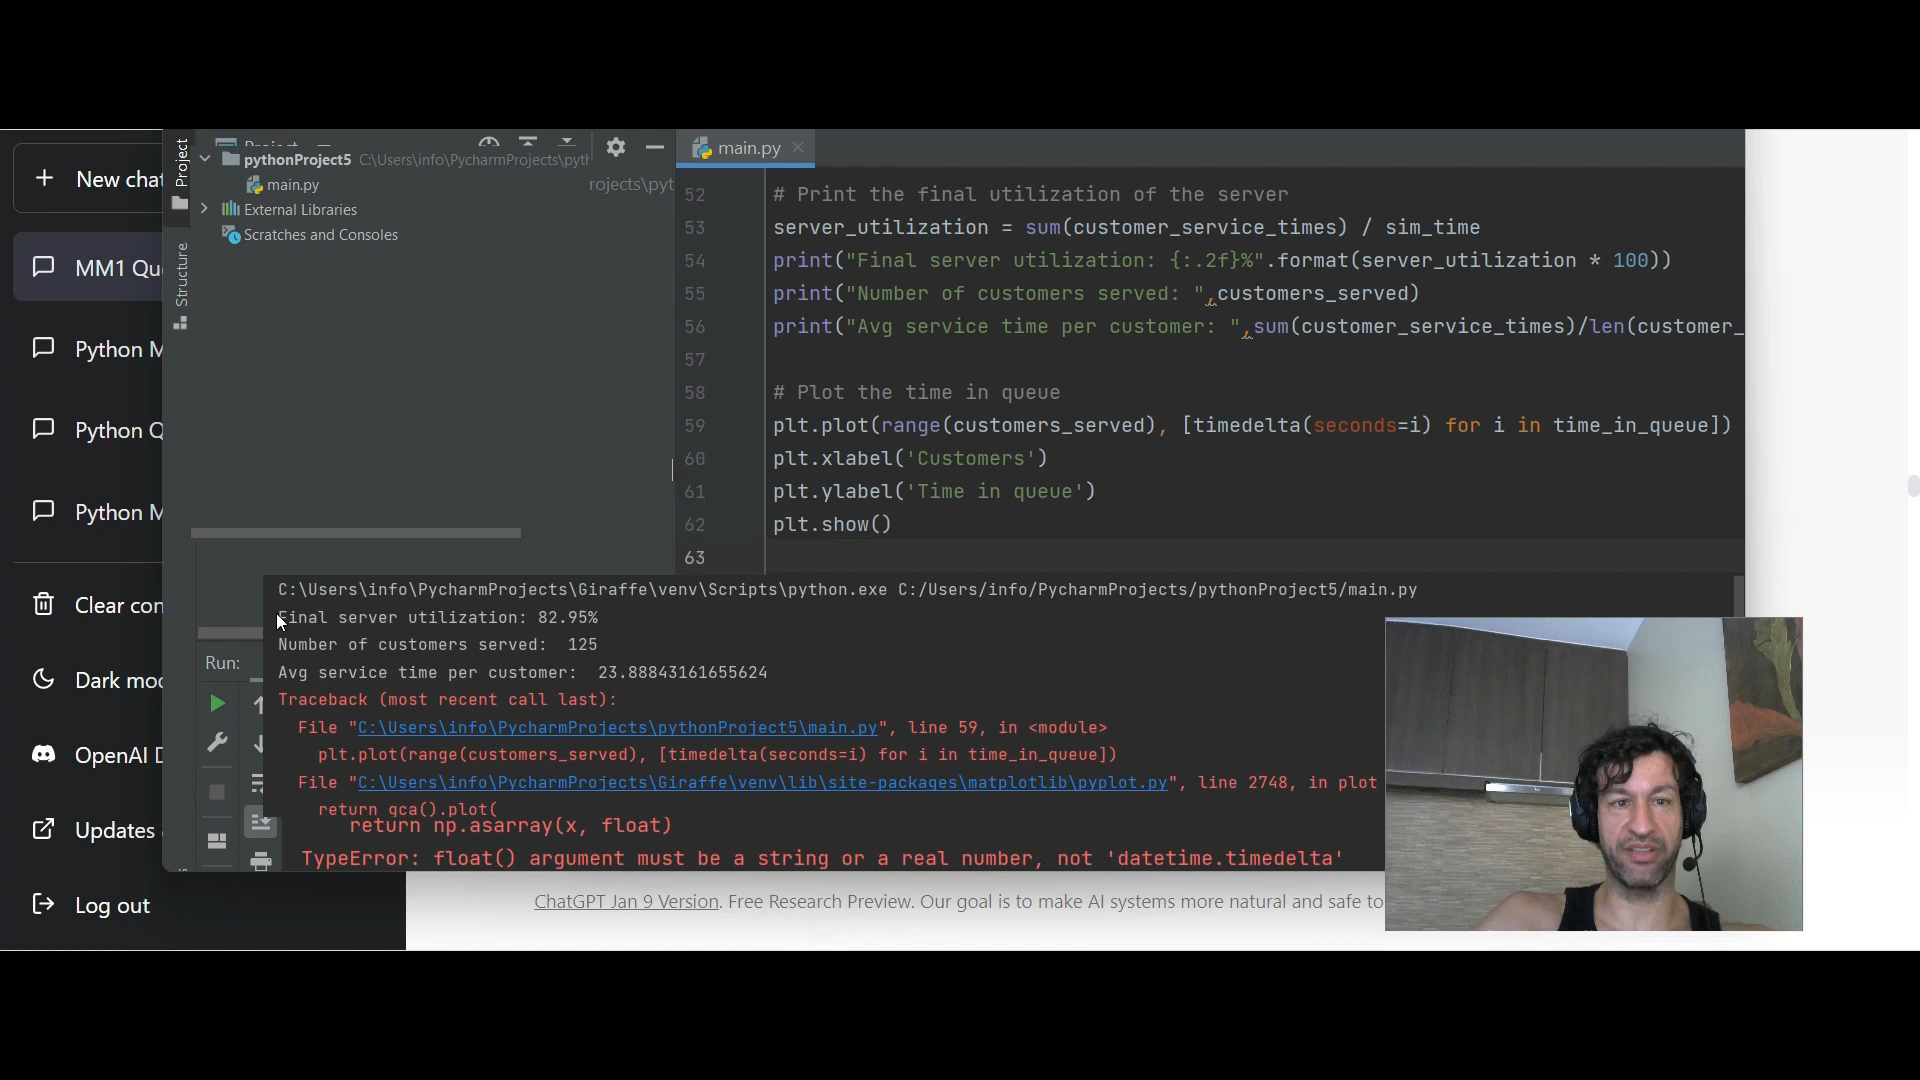 New chat
MM1 Qu
Python M
Python Q
Python M
Clear con
Dark mod
OpenAI D
Updates
Log out
Project
Structure
pythonProject5 C:\Users\info\PycharmProjects\pyth
main.py
rojects\pyt
External Libraries
Scratches and Consoles
main.py
52 # Print the final utilization of the server
53 server_utilization = sum(customer_service_times) / sim_time
54 print("Final server utilization: {:.2f}%".format(server_utilization * 100))
55 print("Number of customers served: ",customers_served)
56 print("Avg service time per customer: ",sum(customer_service_times)/len(customer_
57
58 # Plot the time in queue
59 plt.plot(range(customers_served), [timedelta(seconds=i) for i in time_in_queue])
60 plt.xlabel('Customers')
61 plt.ylabel('Time in queue')
62 plt.show()
63
Run:
C:\Users\info\PycharmProjects\Giraffe\venv\Scripts\python.exe C:/Users/info/PycharmProjects/pythonProject5/main.py
Final server utilization: 82.95%
Number of customers served:  125
Avg service time per customer:  23.88843161655624
Traceback (most recent call last):
File "C:\Users\info\PycharmProjects\pythonProject5\main.py", line 59, in <module>
plt.plot(range(customers_served), [timedelta(seconds=i) for i in time_in_queue])
File "C:\Users\info\PycharmProjects\Giraffe\venv\lib\site-packages\matplotlib\pyplot.py", line 2748, in plot
return gca().plot(
return np.asarray(x, float)
TypeError: float() argument must be a string or a real number, not 'datetime.timedelta'
ChatGPT Jan 9 Version. Free Research Preview. Our goal is to make AI systems more natural and safe to